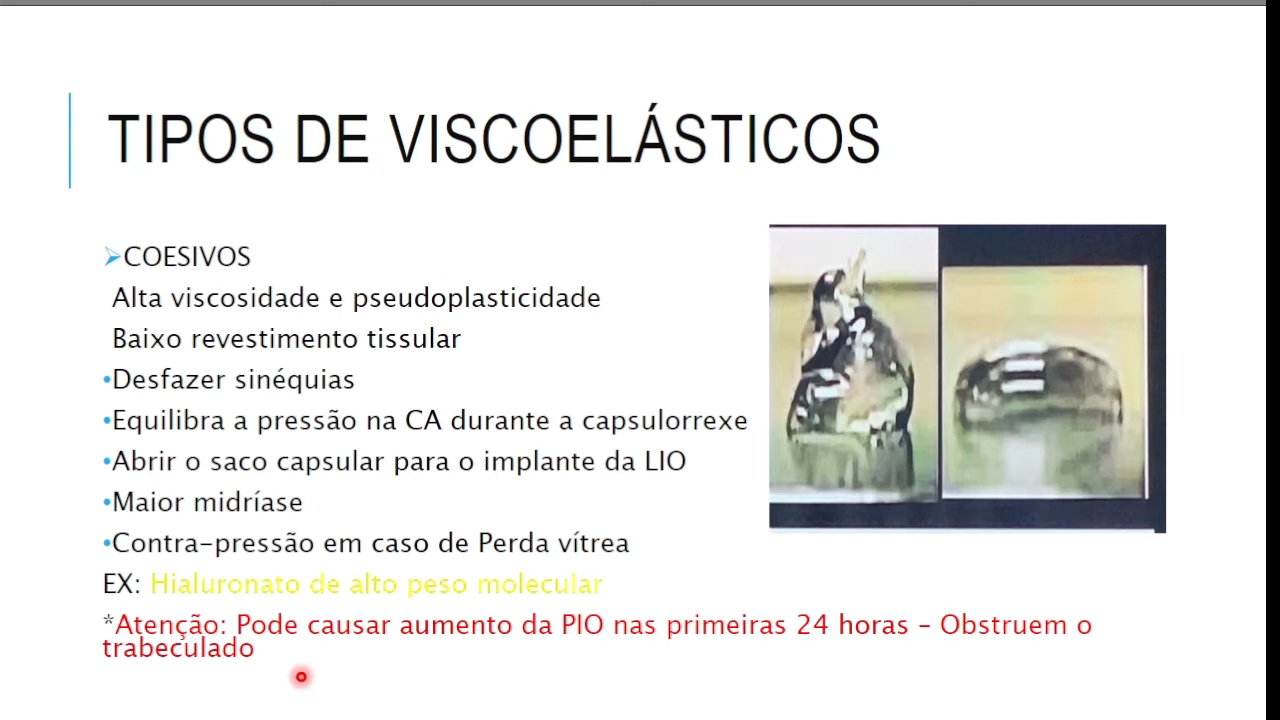 TIPOS DE VISCOELÁSTICOS
➢COESIVOS
Alta viscosidade e pseudoplasticidade
Baixo revestimento tissular
•Desfazer sinéquias
•Equilibra a pressão na CA durante a capsulorrexe
•Abrir o saco capsular para o implante da LIO
•Maior midríase
•Contra-pressão em caso de Perda vítrea
EX: Hialuronato de alto peso molecular
*Atenção: Pode causar aumento da PIO nas primeiras 24 horas – Obstruem o
trabeculado